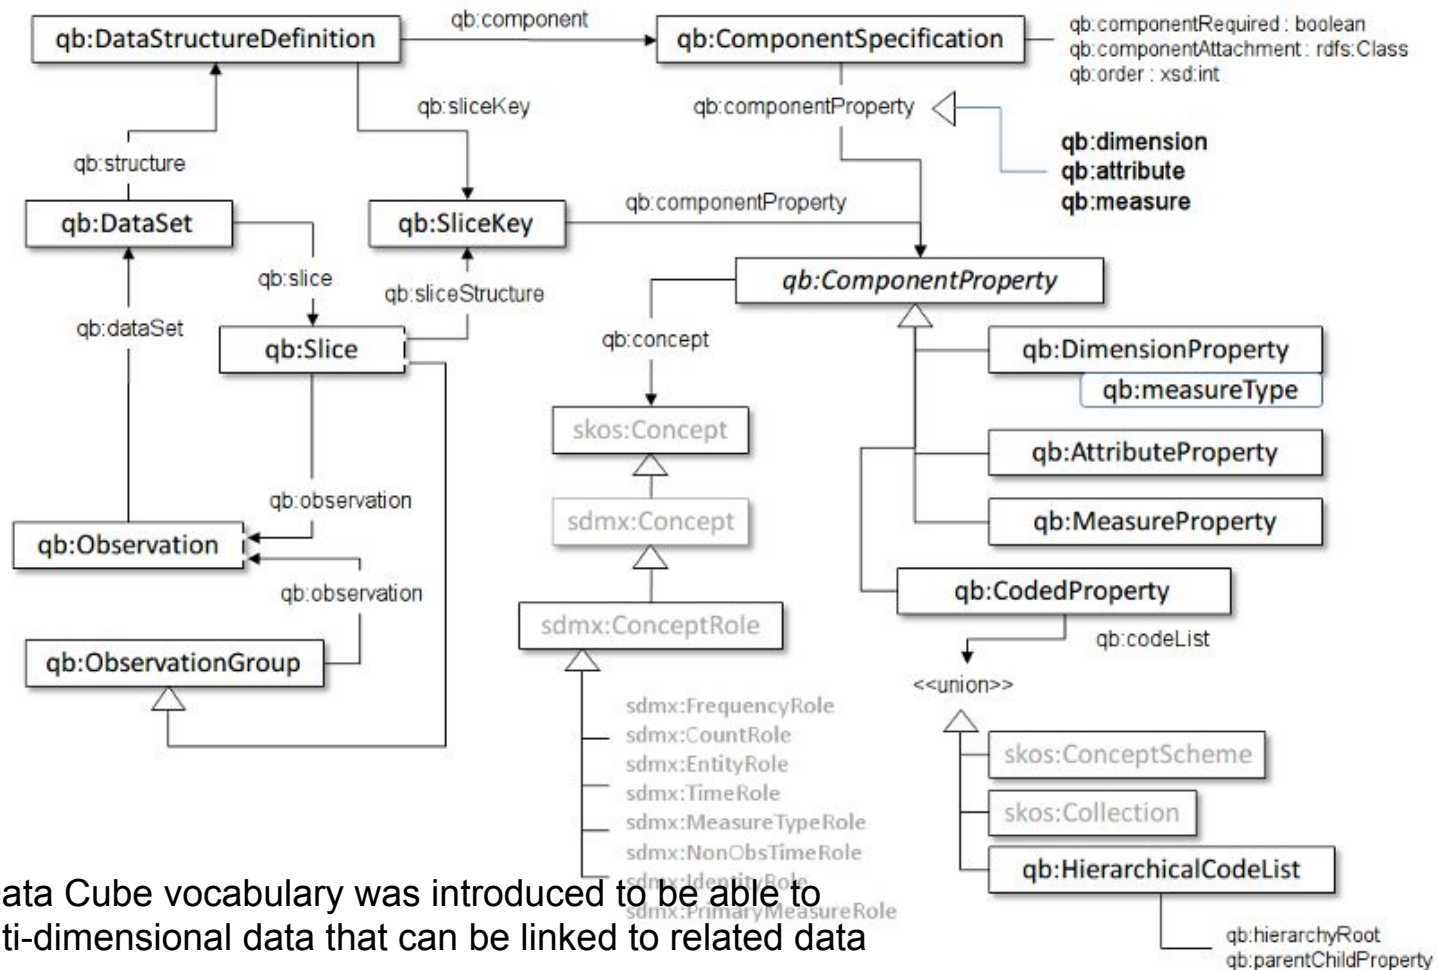 qb:DataStructureDefinition
qb:component
qb:ComponentSpecification
qb:componentRequired : boolean
qb:componentAttachment : rdfs:Class
qb:order : xsd:int
qb:sliceKey
qb:componentProperty
qb:dimension
qb:attribute
qb:measure
qb:structure
qb:DataSet
qb:SliceKey
qb:componentProperty
qb:slice
qb:sliceStructure
qb:ComponentProperty
qb:dataSet
qb:Slice
qb:concept
qb:DimensionProperty
qb:measureType
skos:Concept
qb:AttributeProperty
qb:observation
sdmx:Concept
qb:MeasureProperty
qb:Observation
qb:observation
qb:CodedProperty
sdmx:ConceptRole
qb:codeList
qb:ObservationGroup
<<union>>
sdmx:FrequencyRole
sdmx:CountRole
sdmx:EntityRole
sdmx:TimeRole
sdmx:MeasureTypeRole
sdmx:NonObsTimeRole
sdmx:IdentityRole
sdmx:PrimaryMeasureRole
skos:ConceptScheme
skos:Collection
qb:HierarchicalCodeList
qb:hierarchyRoot
qb:parentChildProperty
ata Cube vocabulary was introduced to be able to
ti-dimensional data that can be linked to related data